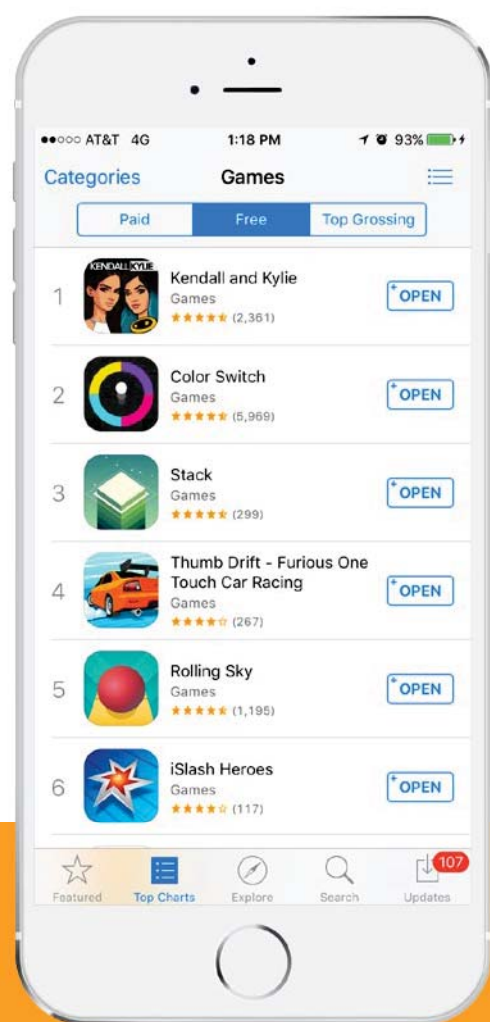 AT&T 4G 1:18 PM 93%
Categories Games
Paid Free Top Grossing
1 KENDALL KYLIE Kendall and Kylie
Games
(2,361)
OPEN
2 Color Switch
Games
(5,969)
OPEN
3 Stack
Games
(299)
OPEN
4 Thumb Drift - Furious One
Touch Car Racing
Games
(267)
OPEN
5 Rolling Sky
Games
(1,195)
OPEN
6 iSlash Heroes
Games
(117)
OPEN
107
Featured Top Charts Explore Search Updates